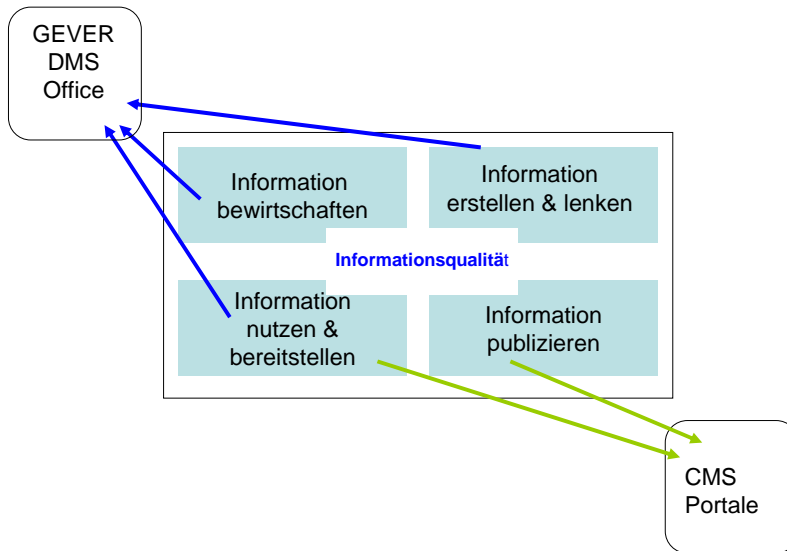 GEVER
DMS
Office
Information
bewirtschaften
Information
erstellen & lenken
Informationsqualität
Information
nutzen &
bereitstellen
Information
publizieren
CMS
Portale